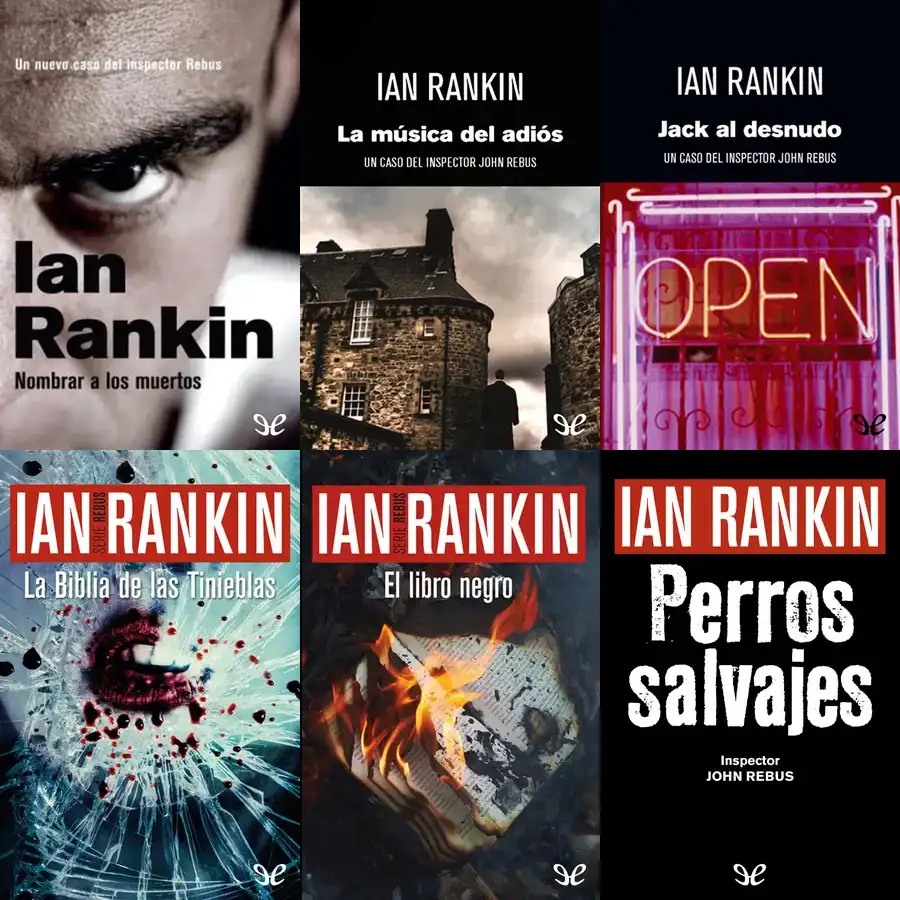 Un nuevo caso del inspector Rebus
Ian
Rankin
Nombrar a los muertos
IAN RANKIN
La música del adiós
UN CASO DEL INSPECTOR JOHN REBUS
IAN RANKIN
Jack al desnudo
UN CASO DEL INSPECTOR JOHN REBUS
OPEN
IAN SERIE REBUS RANKIN
La Biblia de las Tinieblas
IAN SERIE REBUS RANKIN
El libro negro
IAN RANKIN
Perros
salvajes
Inspector
JOHN REBUS